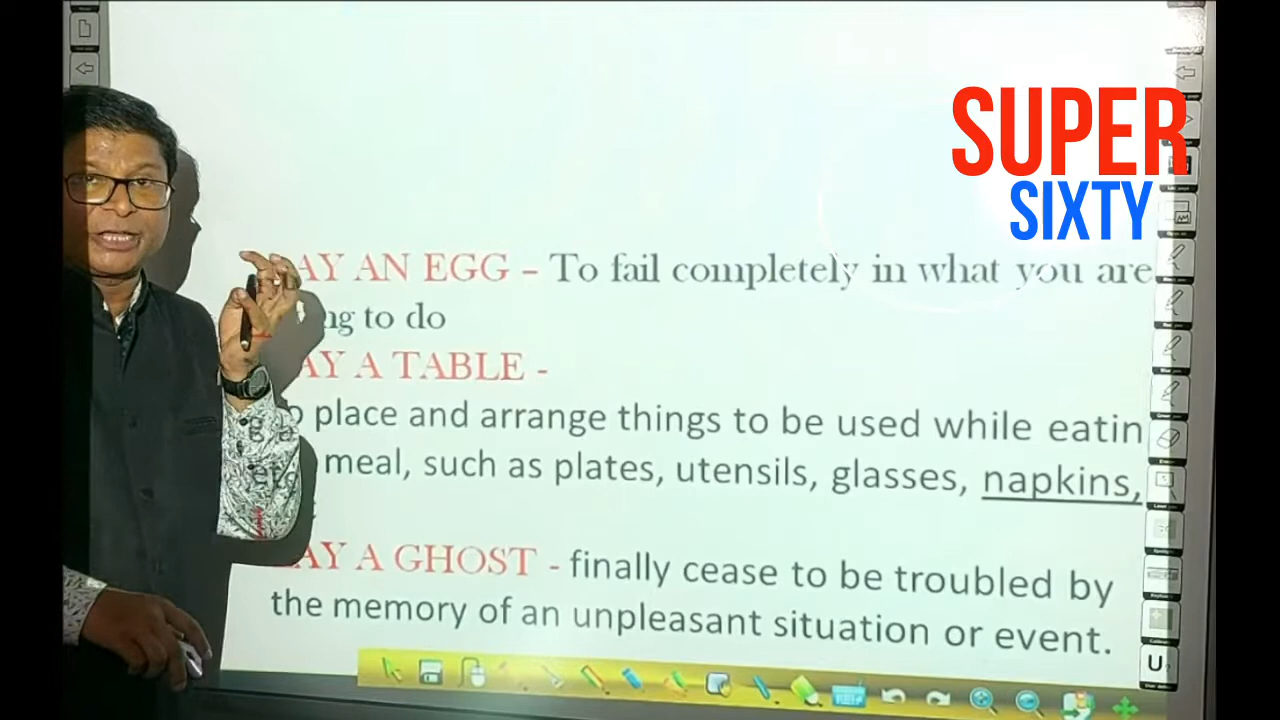 SUPER
SIXTY
AY AN EGG – To fail completely in what you are
ng to do
AY A TABLE -
place and arrange things to be used while eatin
g a
meal, such as plates, utensils, glasses, napkins,
AY A GHOST - finally cease to be troubled by
the memory of an unpleasant situation or event.
U